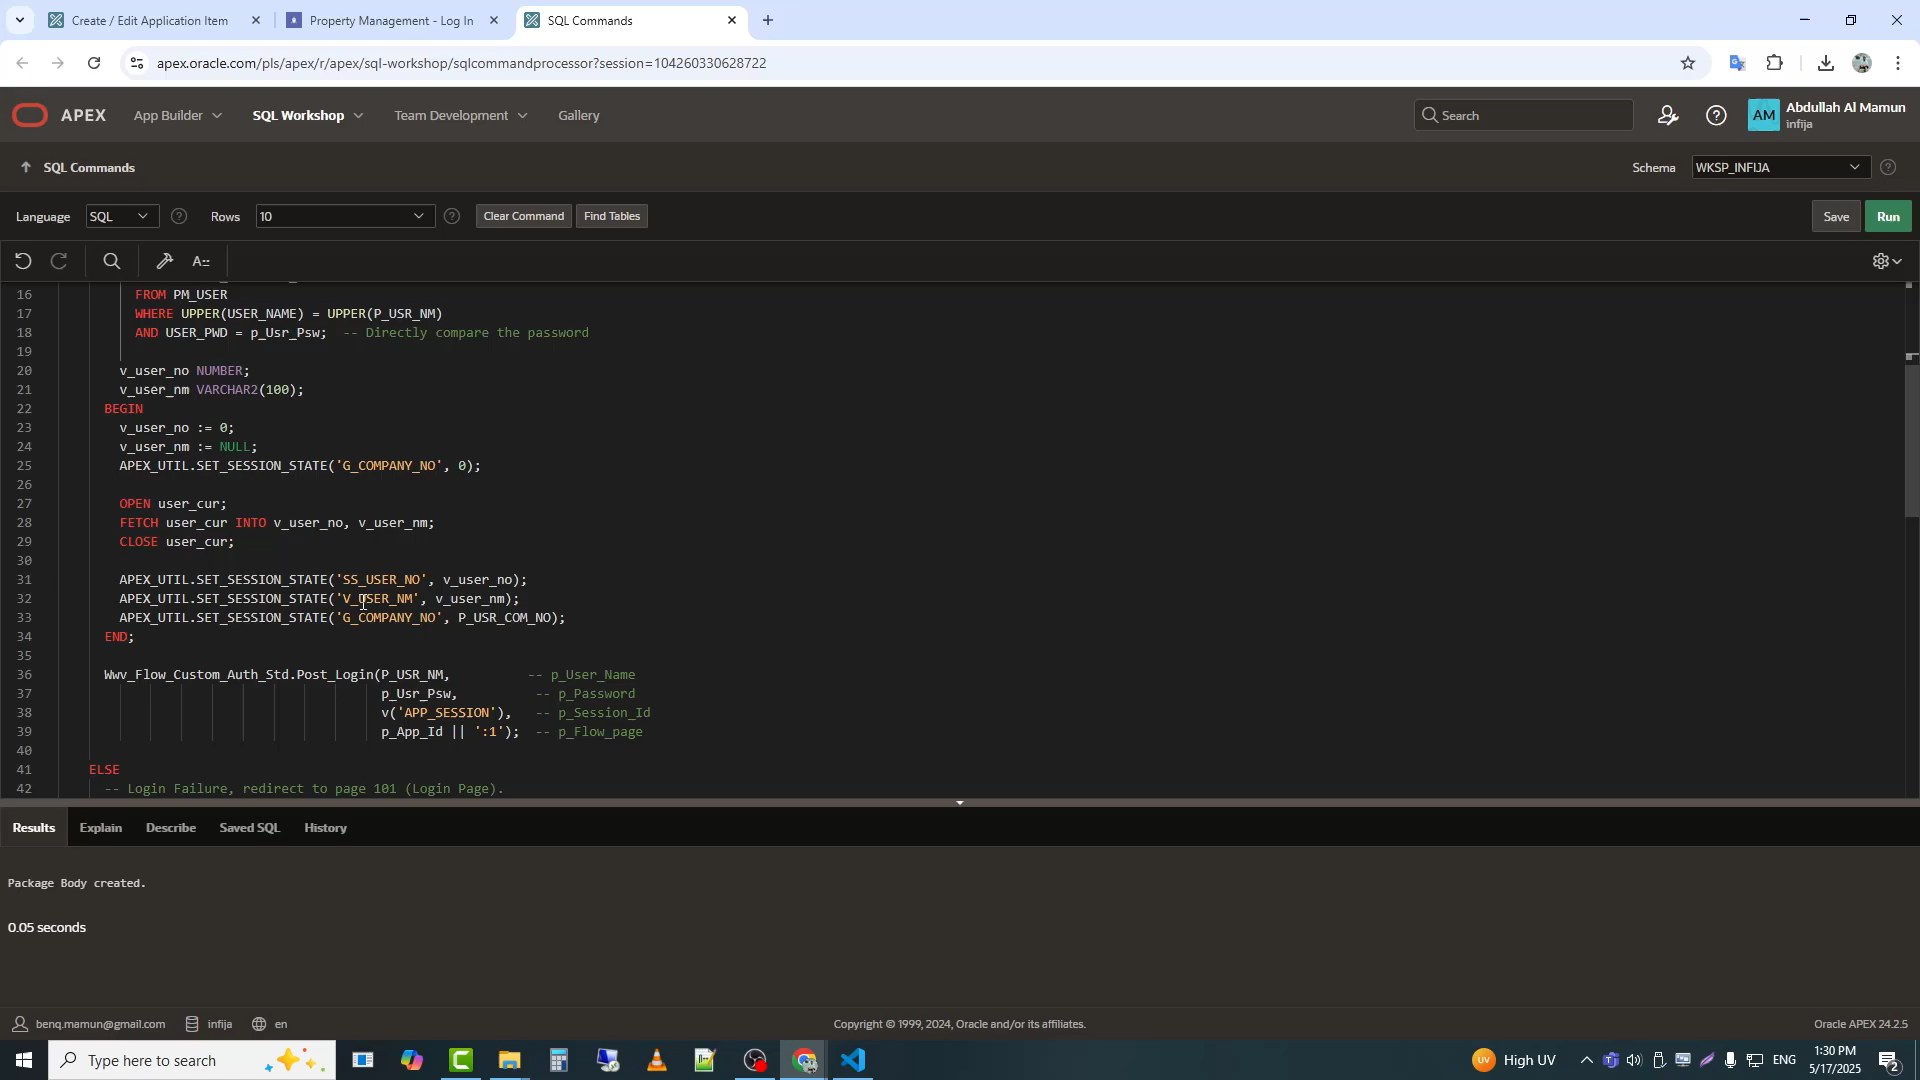 Create / Edit Application Item
Property Management - Log In
SQL Commands
apex.oracle.com/pls/apex/r/apex/sql-workshop/sqlcommandprocessor?session=104260330628722
APEX
App Builder
SQL Workshop
Team Development
Gallery
Search
AM
Abdullah Al Mamun
infija
SQL Commands
Schema
WKSP_INFIJA
Language
SQL
Rows
10
Clear Command
Find Tables
Save
Run
16 FROM PM_USER
17 WHERE UPPER(USER_NAME) = UPPER(P_USR_NM)
18 AND USER_PWD = p_Usr_Psw;  -- Directly compare the password
19
20 v_user_no NUMBER;
21 v_user_nm VARCHAR2(100);
22 BEGIN
23 v_user_no := 0;
24 v_user_nm := NULL;
25 APEX_UTIL.SET_SESSION_STATE('G_COMPANY_NO', 0);
26
27 OPEN user_cur;
28 FETCH user_cur INTO v_user_no, v_user_nm;
29 CLOSE user_cur;
30
31 APEX_UTIL.SET_SESSION_STATE('SS_USER_NO', v_user_no);
32 APEX_UTIL.SET_SESSION_STATE('V_USER_NM', v_user_nm);
33 APEX_UTIL.SET_SESSION_STATE('G_COMPANY_NO', P_USR_COM_NO);
34 END;
35
36 Wwv_Flow_Custom_Auth_Std.Post_Login(P_USR_NM,          -- p_User_Name
37 p_Usr_Psw,          -- p_Password
38 v('APP_SESSION'),   -- p_Session_Id
39 p_App_Id || ':1');  -- p_Flow_page
40
41 ELSE
42 -- Login Failure, redirect to page 101 (Login Page).
Results
Explain
Describe
Saved SQL
History
Package Body created.
0.05 seconds
benq.mamun@gmail.com
infija
en
Copyright © 1999, 2024, Oracle and/or its affiliates.
Oracle APEX 24.2.5
Type here to search
UV
High UV
ENG
1:30 PM
5/17/2025
2